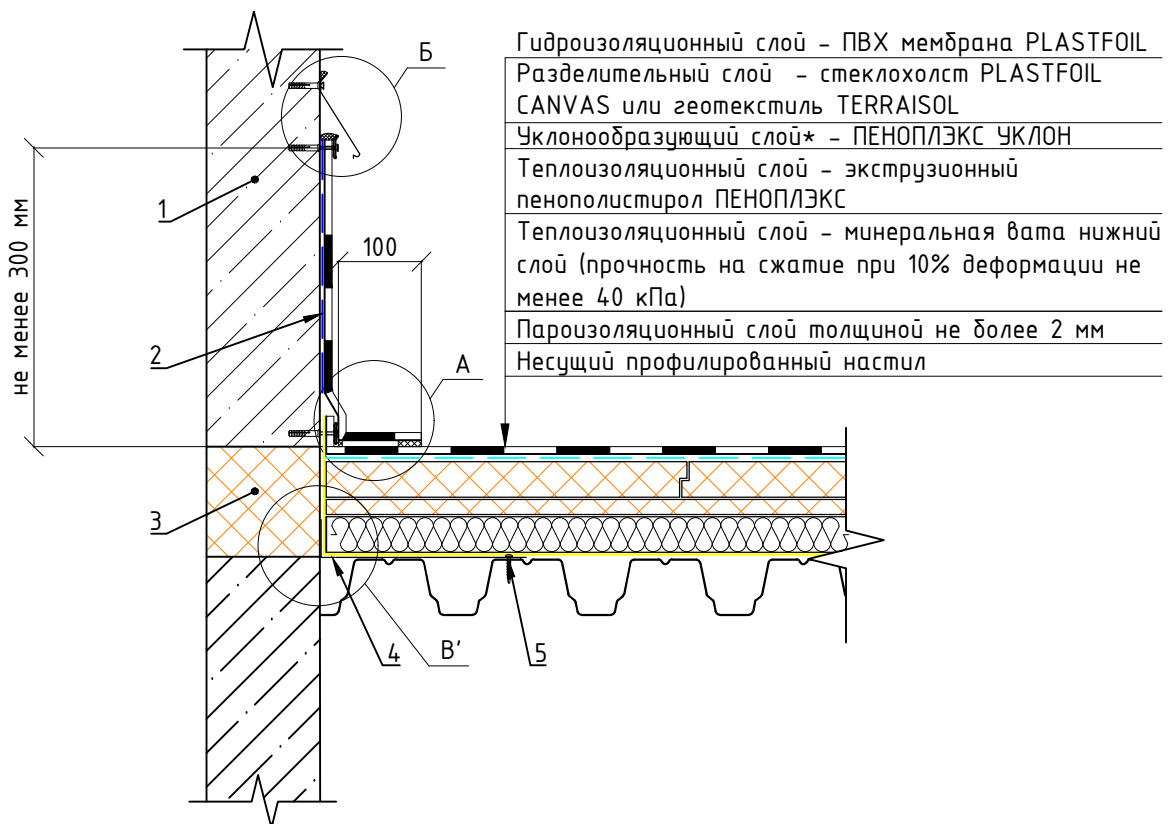 Гидроизоляционный слой – ПВХ мембрана PLASTFOIL
Разделительный слой – стеклохолст PLASTFOIL
CANVAS или геотекстиль TERRAISOL
Уклонообразующий слой* – ПЕНОПЛЭКС УКЛОН
Теплоизоляционный слой – экструзионный
пенополистирол ПЕНОПЛЭКС
Теплоизоляционный слой – минеральная вата нижний
слой (прочность на сжатие при 10% деформации не
менее 40 кПа)
Пароизоляционный слой толщиной не более 2 мм
Несущий профилированный настил
Б
1
не менее 300 мм
100
2
А
3
4
В'
5